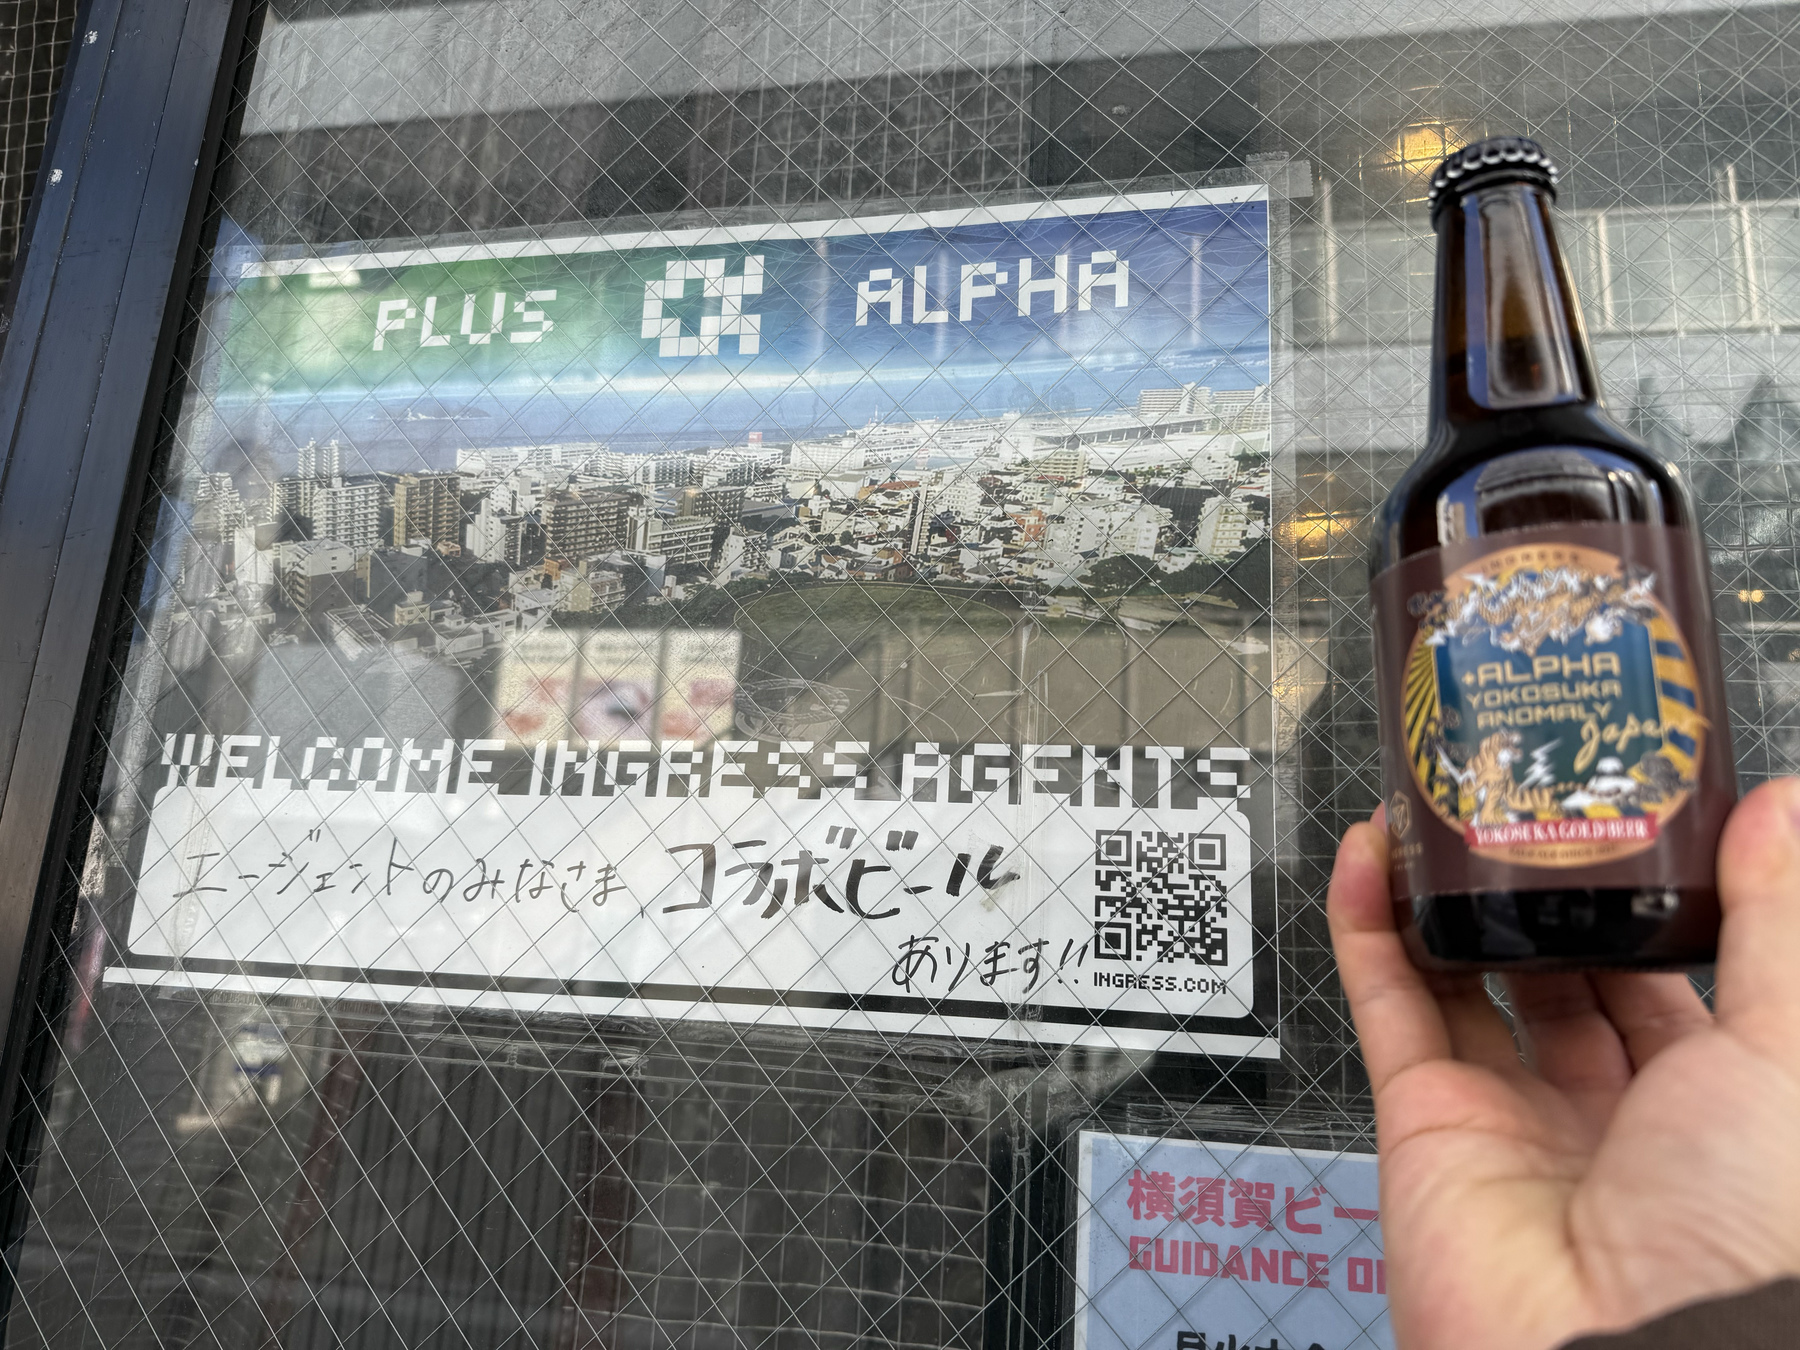 PLUS α ALPHA
WELCOME INGRESS AGENTS
エージェントのみなさま、コラボビール
あります!!
INGRESS.COM
INGRESS
+ALPHA
YOKOSUKA
ANOMALY
Japan
YOKOSUKA GOLD BEER
横須賀ビー
GUIDANCE